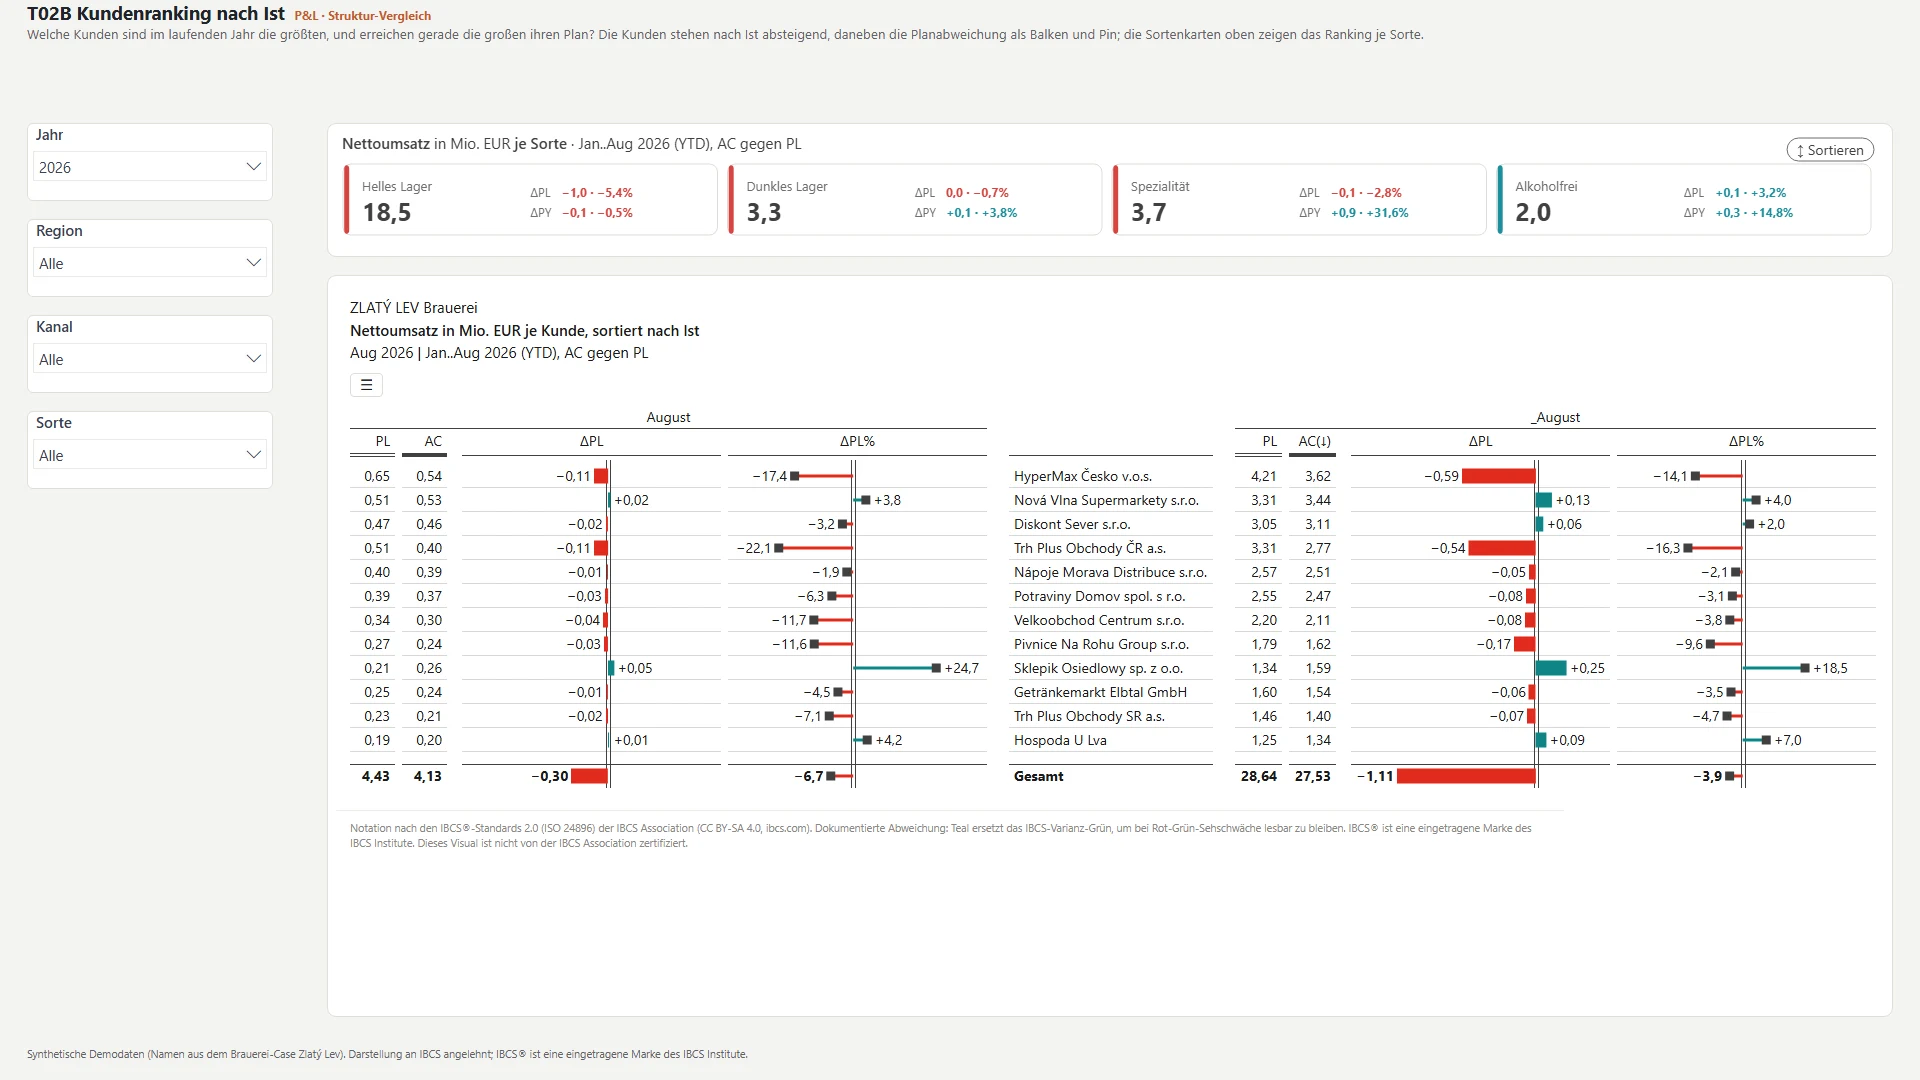 T02B Kundenranking nach Ist P&L · Struktur-Vergleich
Welche Kunden sind im laufenden Jahr die größten, und erreichen gerade die großen ihren Plan? Die Kunden stehen nach Ist absteigend, daneben die Planabweichung als Balken und Pin; die Sortenkarten oben zeigen das Ranking je Sorte.
Jahr
2026
Region
Alle
Kanal
Alle
Sorte
Alle
Nettoumsatz in Mio. EUR je Sorte · Jan..Aug 2026 (YTD), AC gegen PL
↕ Sortieren
Helles Lager
18,5
ΔPL −1,0 · −5,4%
ΔPY −0,1 · −0,5%
Dunkles Lager
3,3
ΔPL 0,0 · −0,7%
ΔPY +0,1 · +3,8%
Spezialität
3,7
ΔPL −0,1 · −2,8%
ΔPY +0,9 · +31,6%
Alkoholfrei
2,0
ΔPL +0,1 · +3,2%
ΔPY +0,3 · +14,8%
ZLATÝ LEV Brauerei
Nettoumsatz in Mio. EUR je Kunde, sortiert nach Ist
Aug 2026 | Jan..Aug 2026 (YTD), AC gegen PL
☰
August _August
PL AC ΔPL ΔPL% PL AC(↓) ΔPL ΔPL%
0,65 0,54 −0,11 −17,4 HyperMax Česko v.o.s. 4,21 3,62 −0,59 −14,1
0,51 0,53 +0,02 +3,8 Nová Vlna Supermarkety s.r.o. 3,31 3,44 +0,13 +4,0
0,47 0,46 −0,02 −3,2 Diskont Sever s.r.o. 3,05 3,11 +0,06 +2,0
0,51 0,40 −0,11 −22,1 Trh Plus Obchody ČR a.s. 3,31 2,77 −0,54 −16,3
0,40 0,39 −0,01 −1,9 Nápoje Morava Distribuce s.r.o. 2,57 2,51 −0,05 −2,1
0,39 0,37 −0,03 −6,3 Potraviny Domov spol. s r.o. 2,55 2,47 −0,08 −3,1
0,34 0,30 −0,04 −11,7 Velkoobchod Centrum s.r.o. 2,20 2,11 −0,08 −3,8
0,27 0,24 −0,03 −11,6 Pivnice Na Rohu Group s.r.o. 1,79 1,62 −0,17 −9,6
0,21 0,26 +0,05 +24,7 Sklepik Osiedlowy sp. z o.o. 1,34 1,59 +0,25 +18,5
0,25 0,24 −0,01 −4,5 Getränkemarkt Elbtal GmbH 1,60 1,54 −0,06 −3,5
0,23 0,21 −0,02 −7,1 Trh Plus Obchody SR a.s. 1,46 1,40 −0,07 −4,7
0,19 0,20 +0,01 +4,2 Hospoda U Lva 1,25 1,34 +0,09 +7,0
4,43 4,13 −0,30 −6,7 Gesamt 28,64 27,53 −1,11 −3,9
Notation nach den IBCS®-Standards 2.0 (ISO 24896) der IBCS Association (CC BY-SA 4.0, ibcs.com). Dokumentierte Abweichung: Teal ersetzt das IBCS-Varianz-Grün, um bei Rot-Grün-Sehschwäche lesbar zu bleiben. IBCS® ist eine eingetragene Marke des
IBCS Institute. Dieses Visual ist nicht von der IBCS Association zertifiziert.
Synthetische Demodaten (Namen aus dem Brauerei-Case Zlatý Lev). Darstellung an IBCS angelehnt; IBCS® ist eine eingetragene Marke des IBCS Institute.